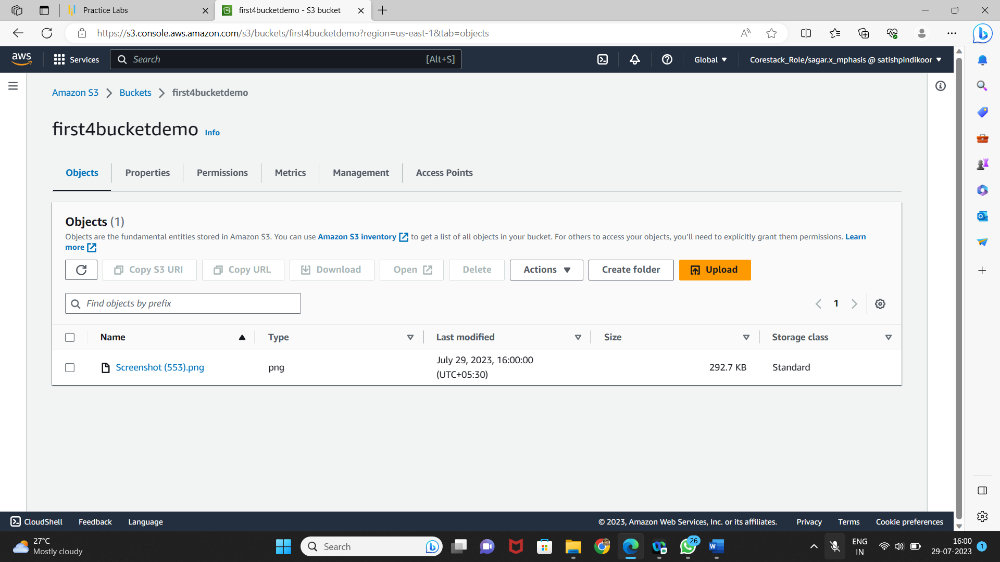 Practice Labs
first4bucketdemo - S3 bucket
https://s3.console.aws.amazon.com/s3/buckets/first4bucketdemo?region=us-east-1&tab=objects
aws
Services
Search
[Alt+S]
Global
Corestack_Role/sagar.x_mphasis @ satishpindikoor
Amazon S3
Buckets
first4bucketdemo
first4bucketdemo Info
Objects
Properties
Permissions
Metrics
Management
Access Points
Objects (1)
Objects are the fundamental entities stored in Amazon S3. You can use Amazon S3 inventory to get a list of all objects in your bucket. For others to access your objects, you'll need to explicitly grant them permissions. Learn
more
Copy S3 URI
Copy URL
Download
Open
Delete
Actions
Create folder
Upload
Find objects by prefix
1
Name
Type
Last modified
Size
Storage class
Screenshot (553).png
png
July 29, 2023, 16:00:00
(UTC+05:30)
292.7 KB
Standard
CloudShell
Feedback
Language
© 2023, Amazon Web Services, Inc. or its affiliates.
Privacy
Terms
Cookie preferences
27°C
Mostly cloudy
Search
26
ENG
IN
16:00
29-07-2023
1